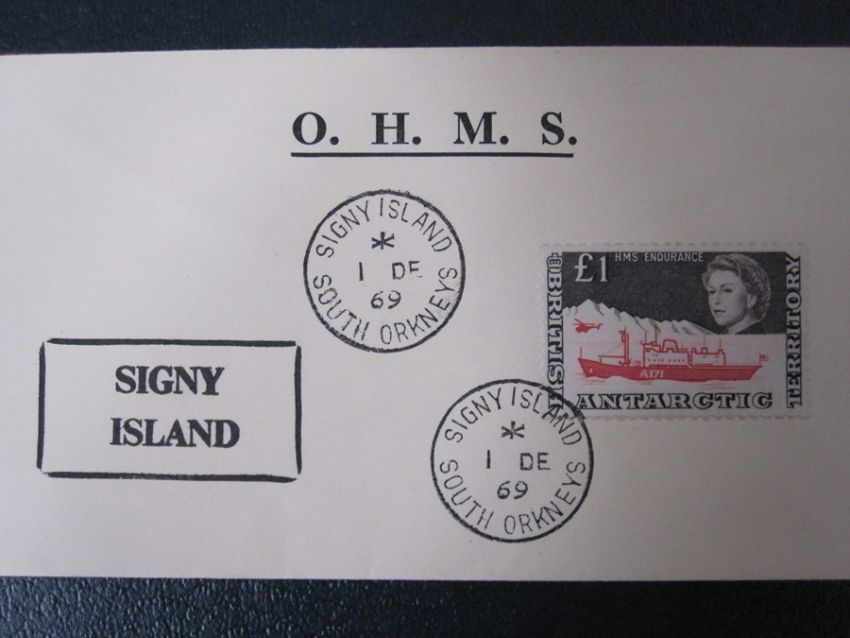 O. H. M. S.
SIGNY ISLAND
*
1 DE
69
SOUTH ORKNEYS
£1
HMS ENDURANCE
BRITISH
ANTARCTIC
TERRITORY
A171
SIGNY
ISLAND
SIGNY ISLAND
*
1 DE
69
SOUTH ORKNEYS